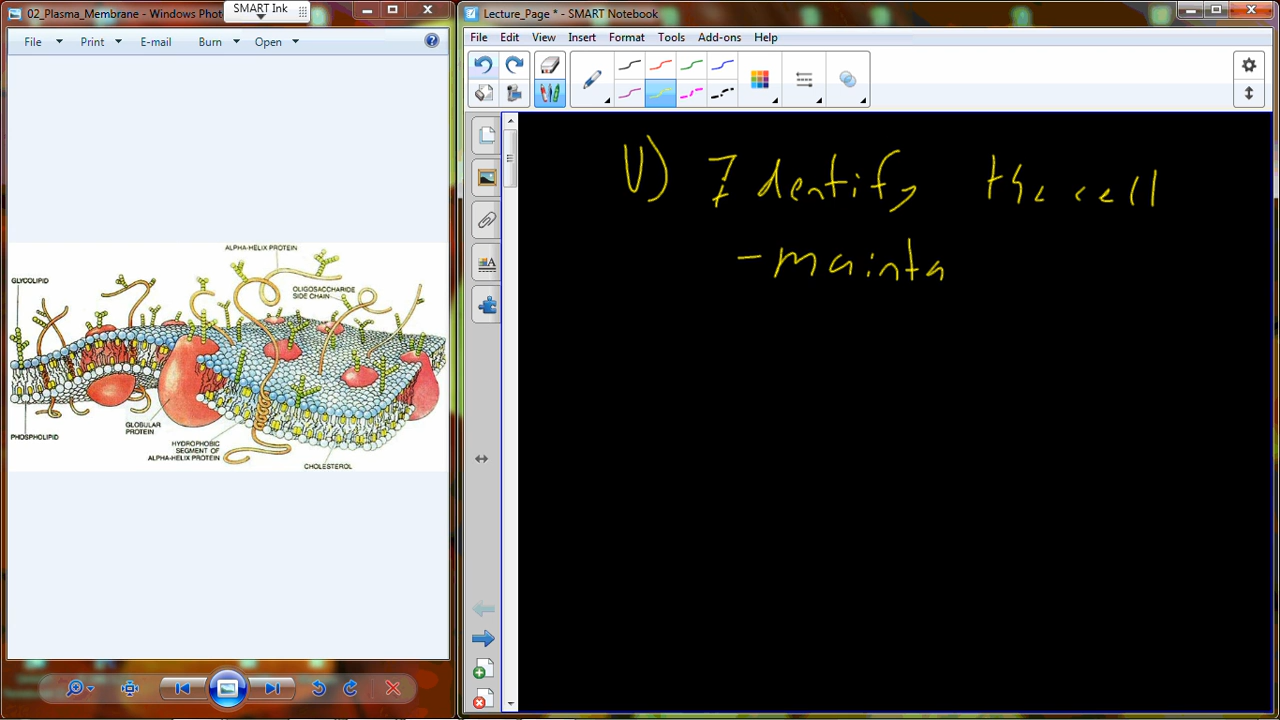 02_Plasma_Membrane - Windows Phot
SMART Ink
File Print E-mail Burn Open
ALPHA-HELIX PROTEIN
GLYCOLIPID
OLIGOSACCHARIDE
SIDE CHAIN
GLOBULAR
PROTEIN
PHOSPHOLIPID
HYDROPHOBIC
SEGMENT OF
ALPHA-HELIX PROTEIN
CHOLESTEROL
Lecture_Page * - SMART Notebook
File Edit View Insert Format Tools Add-ons Help
V) Identify the cell
- mainta